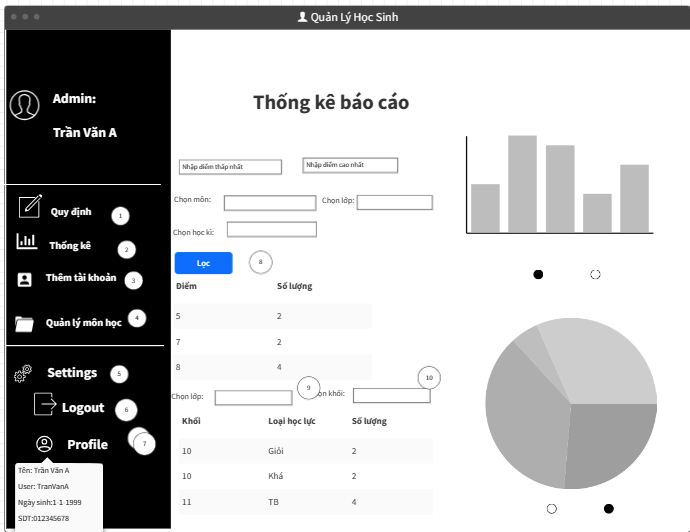 Quản Lý Học Sinh
Admin:
Trần Văn A
Quy định 1
Thống kê 2
Thêm tài khoản 3
Quản lý môn học 4
Settings 5
Logout 6
Profile 7
Tên: Trần Văn A
User: TranVanA
Ngày sinh:1-1-1999
SDT:012345678
Thống kê báo cáo
Nhập điểm thấp nhất Nhập điểm cao nhất
Chọn môn: Chọn lớp:
Chọn học kì:
Lọc 8
Điểm Số lượng
5 2
7 2
8 4
10
Chọn lớp: 9 ọn khối:
Khối Loại học lực Số lượng
10 Giỏi 2
10 Khá 2
11 TB 4